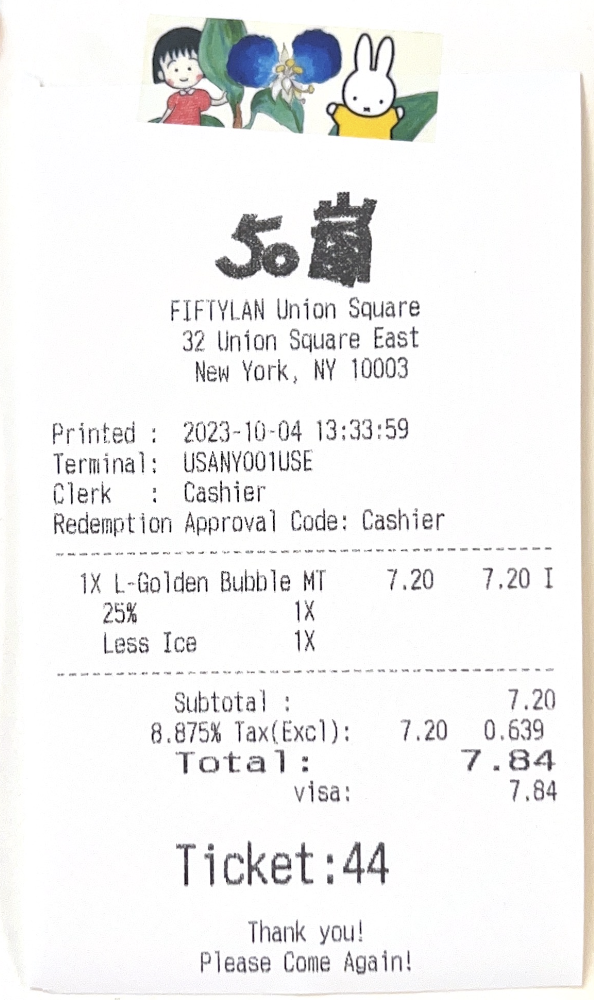 50嵐
FIFTYLAN Union Square
32 Union Square East
New York, NY 10003
Printed : 2023-10-04 13:33:59
Terminal: USANY001USE
Clerk : Cashier
Redemption Approval Code: Cashier
1X L-Golden Bubble MT 7.20 7.20 I
25% 1X
Less Ice 1X
Subtotal : 7.20
8.875% Tax(Excl): 7.20 0.639
Total: 7.84
visa: 7.84
Ticket:44
Thank you!
Please Come Again!